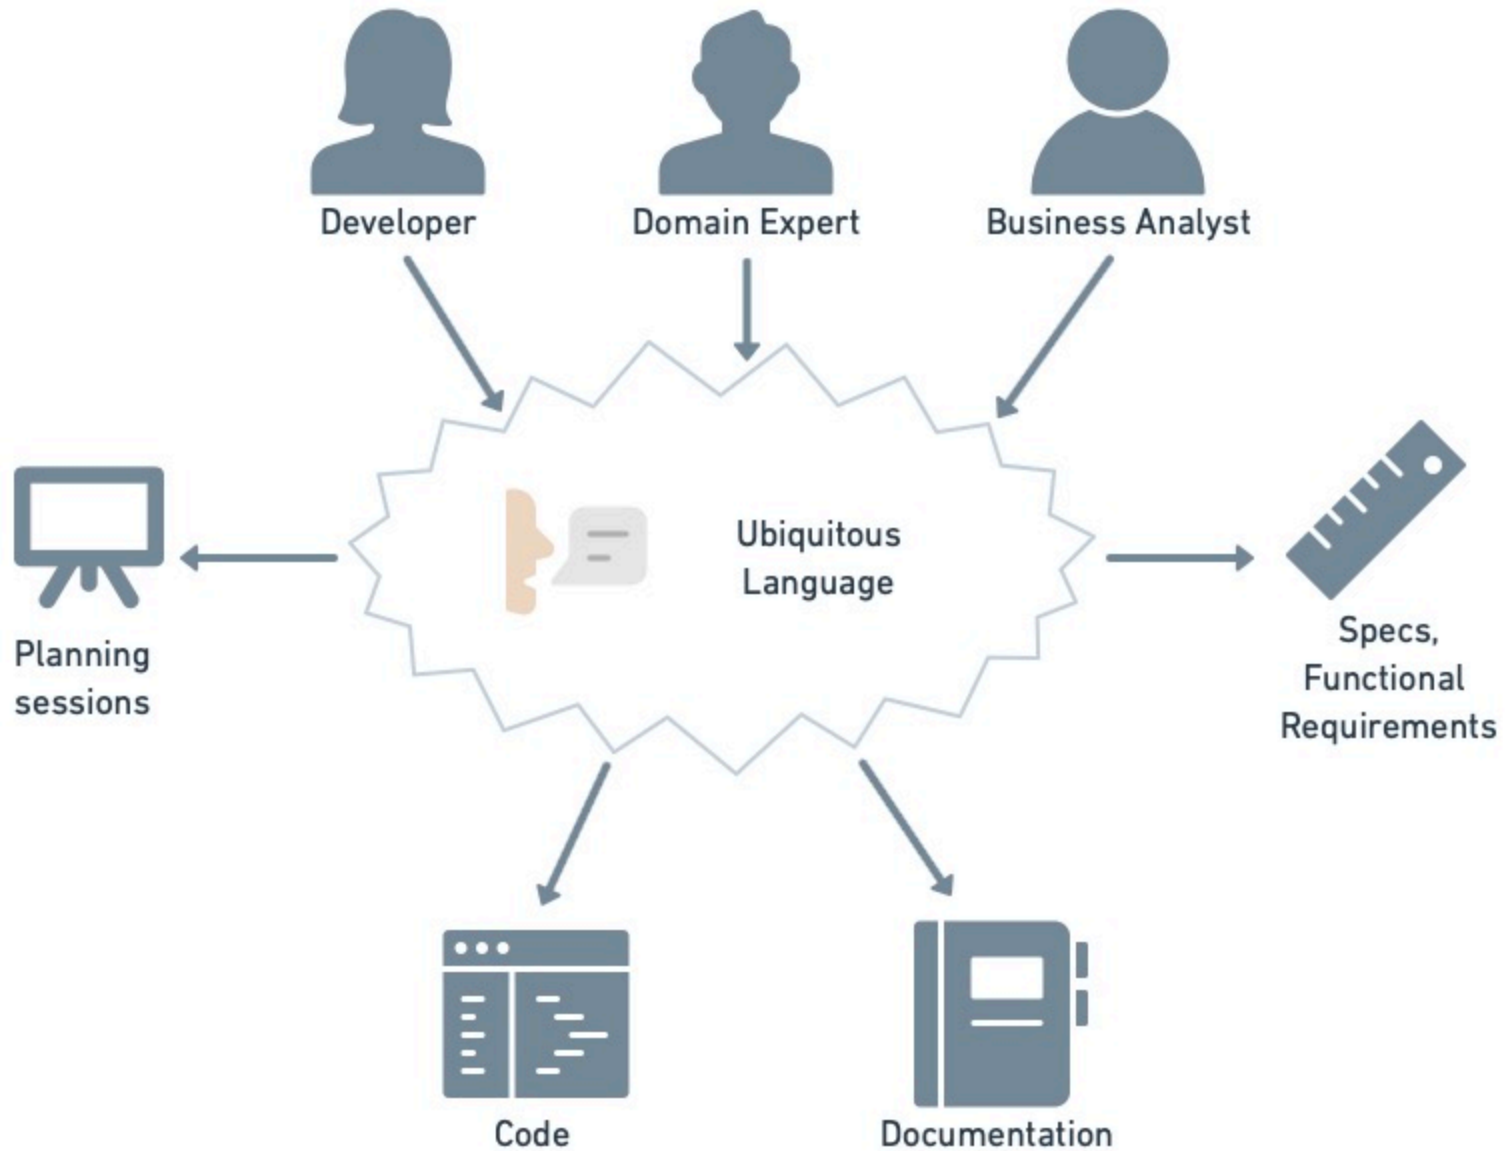 Developer
Domain Expert
Business Analyst
Ubiquitous
Language
Planning
sessions
Specs,
Functional
Requirements
Code
Documentation